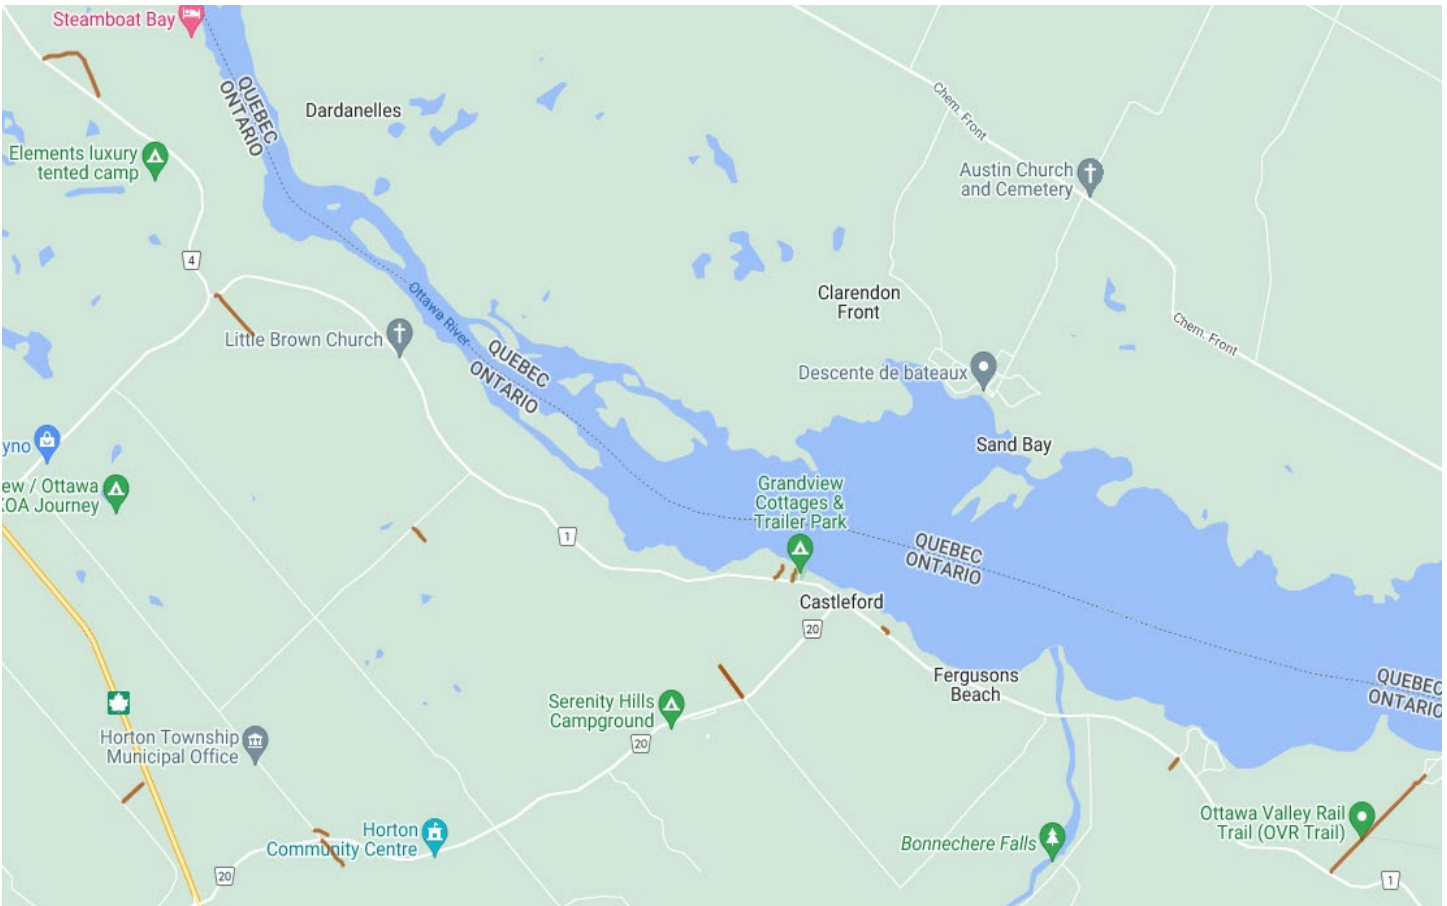 Steamboat Bay
QUEBEC
ONTARIO
Dardanelles
Chem. Front
Elements luxury
tented camp
Austin Church
and Cemetery
4
Ottawa River
Clarendon
Front
Chem. Front
Little Brown Church
QUEBEC
ONTARIO
Descente de bateaux
yno
Sand Bay
ew / Ottawa
KOA Journey
Grandview
Cottages &
Trailer Park
1
QUEBEC
ONTARIO
Castleford
20
Fergusons
Beach
QUEBEC
ONTARIO
Serenity Hills
Campground
20
Horton Township
Municipal Office
Horton
Community Centre
Ottawa Valley Rail
Trail (OVR Trail)
Bonnechere Falls
20
1